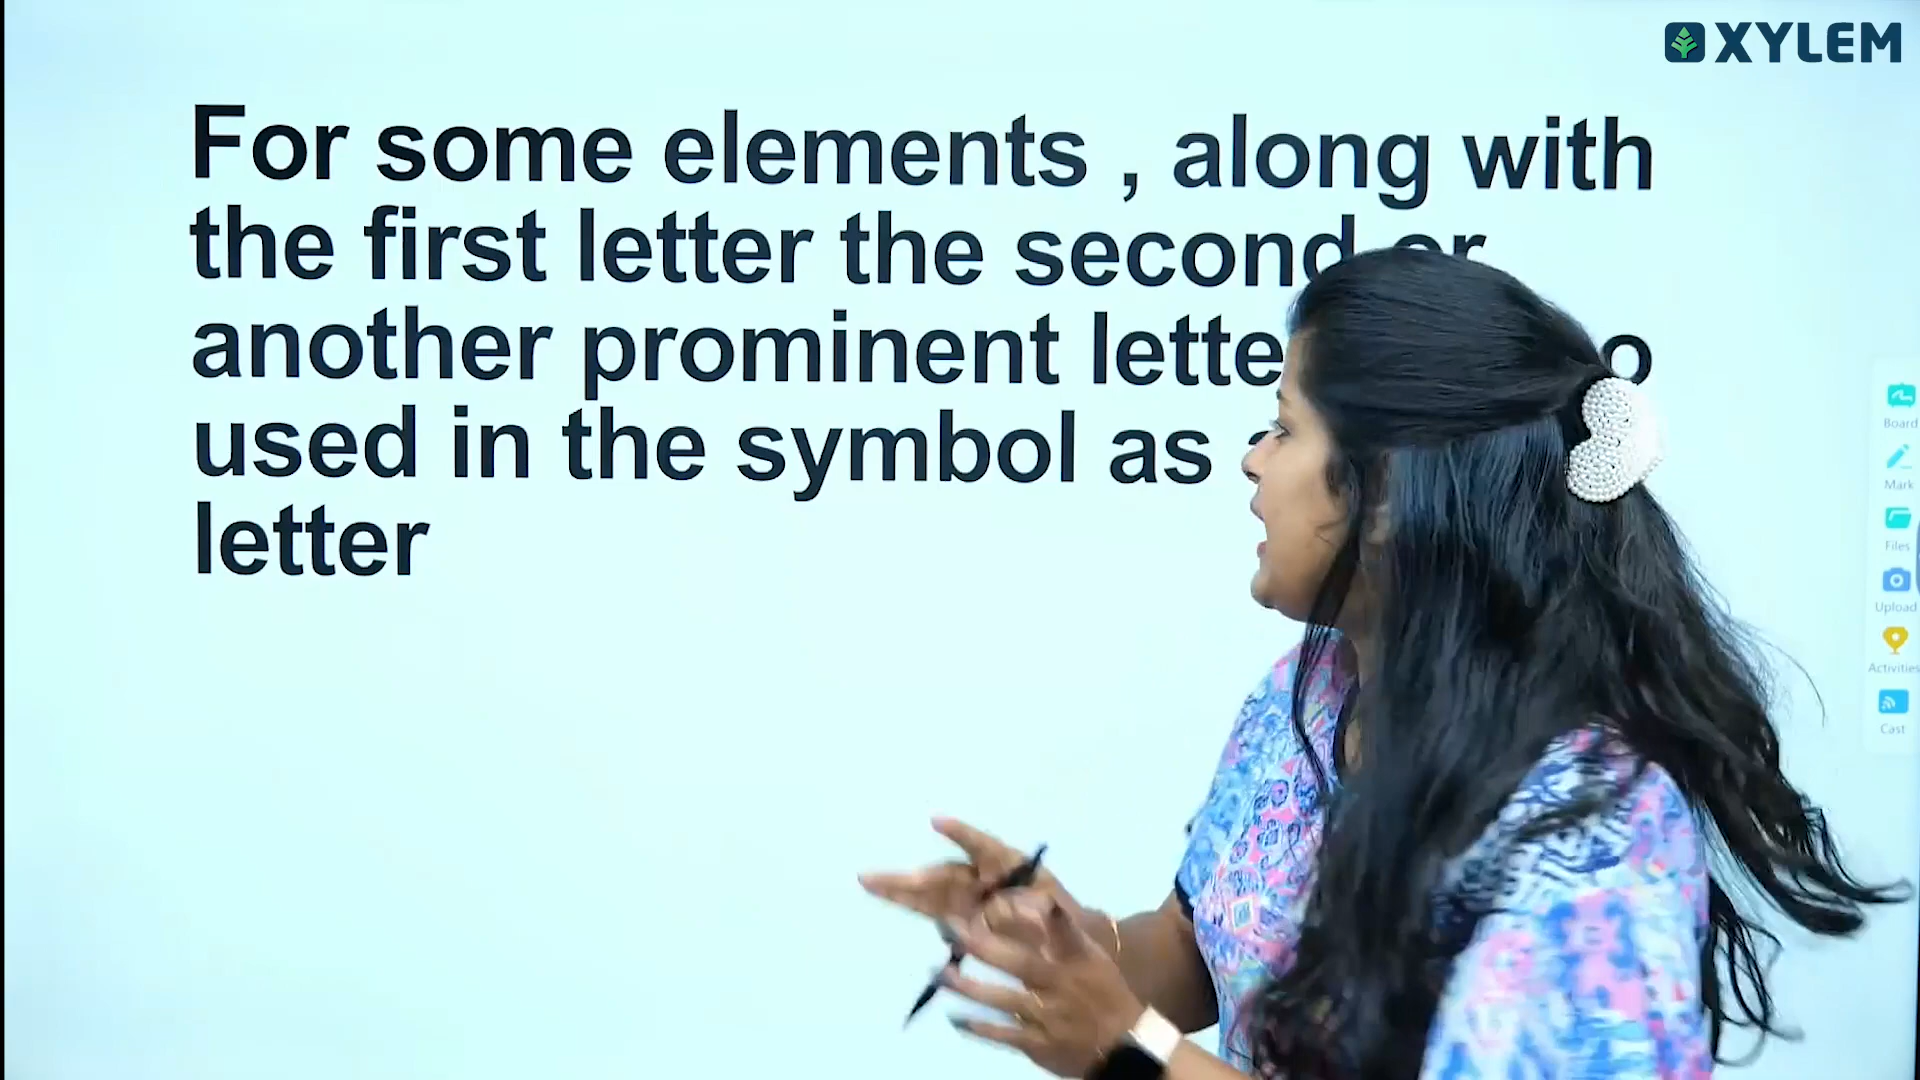 XYLEM
For some elements , along with
the first letter the second or
another prominent
used in the symbol as
letter
Board
Mark
Files
Upload
Activities
Cast